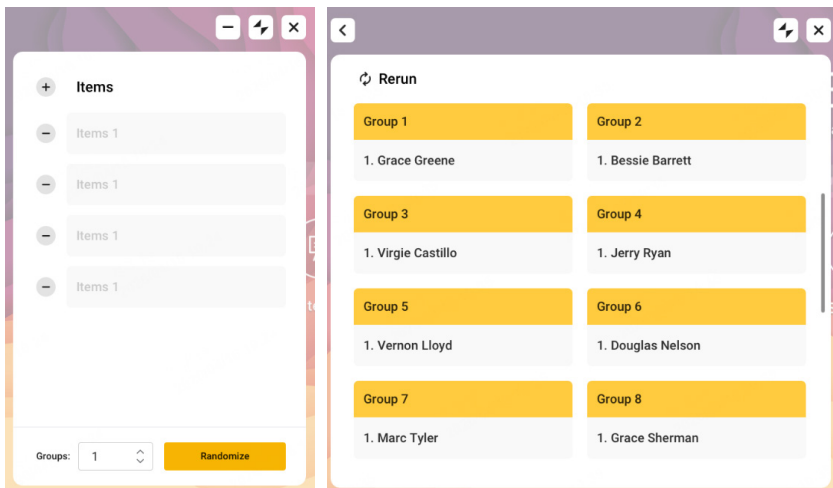 Items
Items 1
Items 1
Items 1
Items 1
Groups: 1 Randomize
Rerun
Group 1
1. Grace Greene
Group 2
1. Bessie Barrett
Group 3
1. Virgie Castillo
Group 4
1. Jerry Ryan
Group 5
1. Vernon Lloyd
Group 6
1. Douglas Nelson
Group 7
1. Marc Tyler
Group 8
1. Grace Sherman